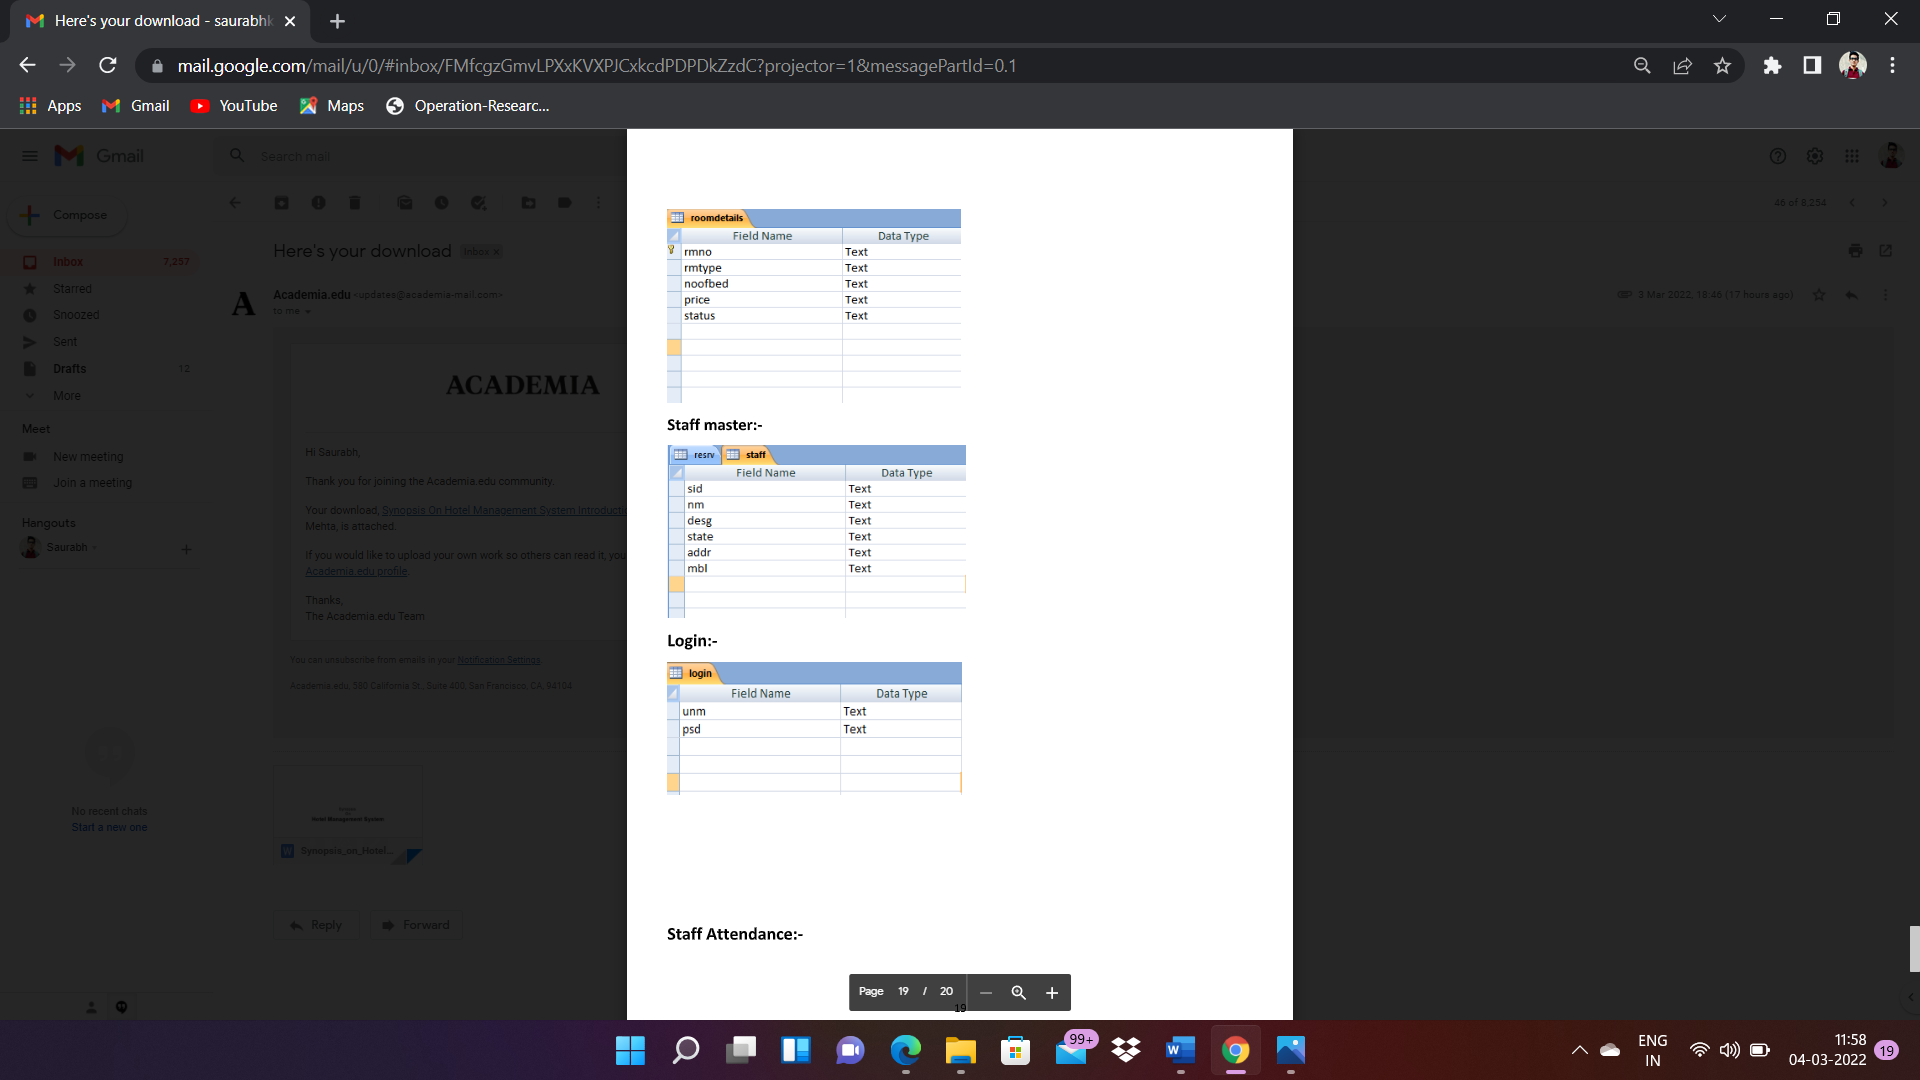 Here's your download - saurabhk
mail.google.com/mail/u/0/#inbox/FMfcgzGmvLPXxKVXPJCxkcdPDPDkZzdC?projector=1&messagePartId=0.1
Apps Gmail YouTube Maps Operation-Researc...
Gmail
Search mail
Compose
46 of 8,254
Here's your download Inbox x
Inbox 7,257
Starred
Snoozed
Sent
Drafts 12
More
Academia.edu <updates@academia-mail.com>
to me
3 Mar 2022, 18:46 (17 hours ago)
A
ACADEMIA
Meet
New meeting
Join a meeting
Hangouts
Saurabh
No recent chats
Start a new one
Hi Saurabh,
Thank you for joining the Academia.edu community.
Your download, Synopsis On Hotel Management System Introducti
Mehta, is attached.
If you would like to upload your own work so others can read it, you
Academia.edu profile.
Thanks,
The Academia.edu Team
You can unsubscribe from emails in your Notification Settings.
Academia.edu, 580 California St., Suite 400, San Francisco, CA, 94104
Hotel Management System
W Synopsis_on_Hotel...
Reply Forward
roomdetails
Field Name Data Type
rmno Text
rmtype Text
noofbed Text
price Text
status Text
Staff master:-
resrv staff
Field Name Data Type
sid Text
nm Text
desg Text
state Text
addr Text
mbl Text
Login:-
login
Field Name Data Type
unm Text
psd Text
Staff Attendance:-
Page 19 / 20
19
99+
W
ENG
IN
11:58
04-03-2022
19